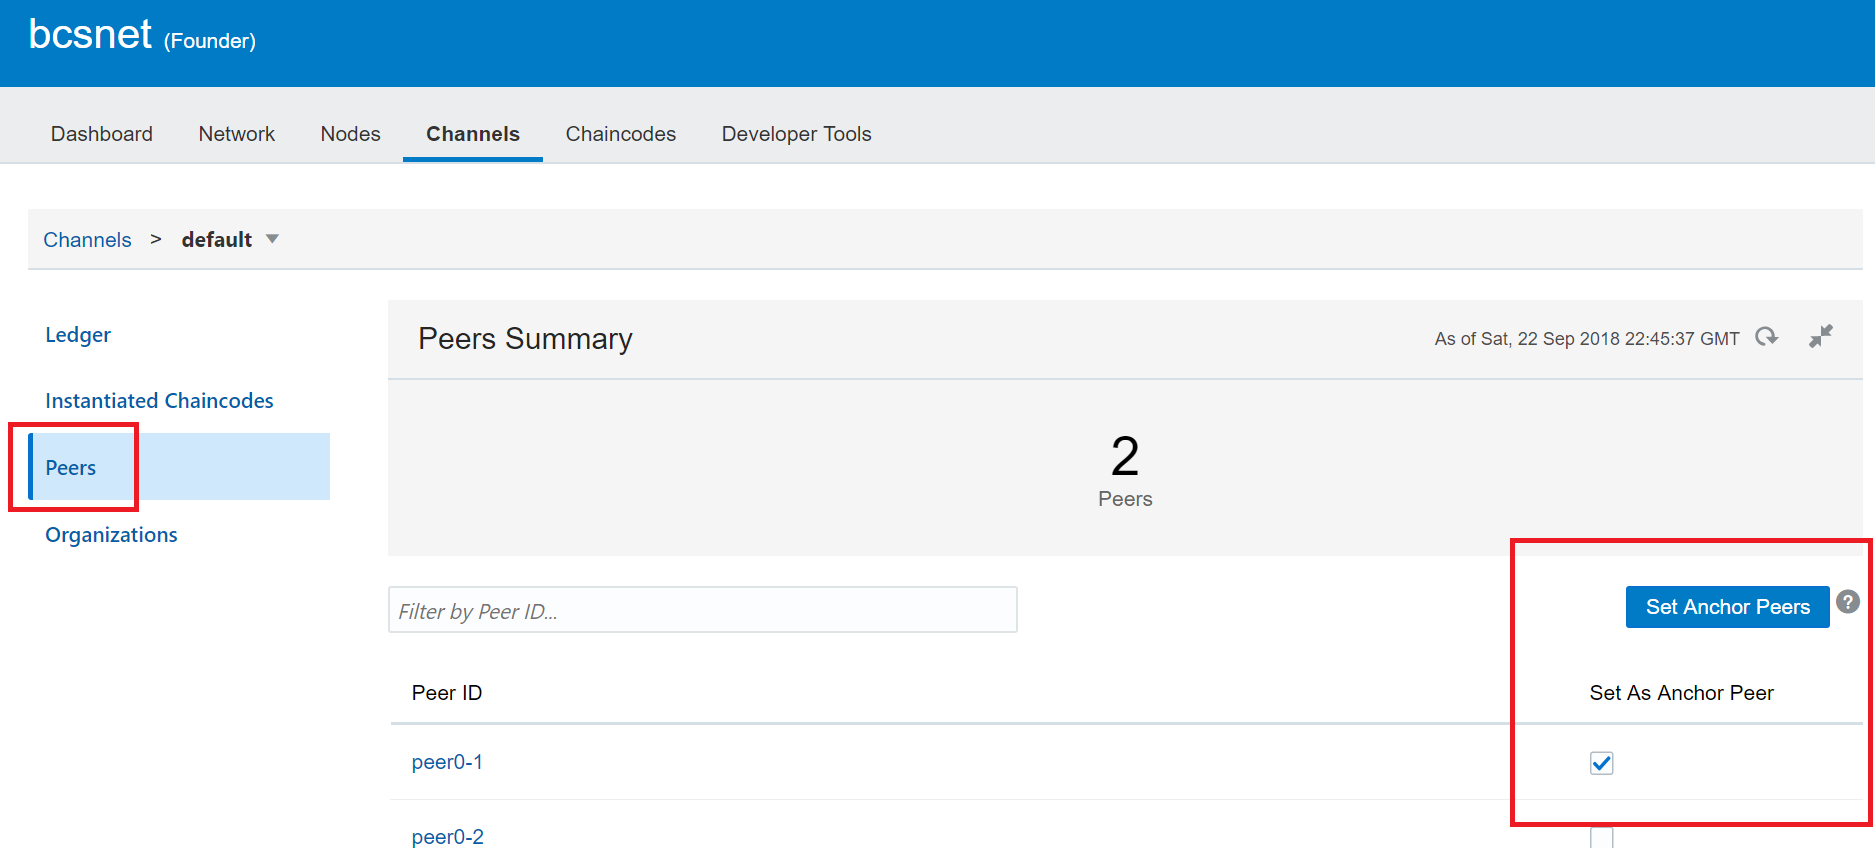 bcsnet (Founder)
Dashboard Network Nodes Channels Chaincodes Developer Tools
Channels > default
Ledger
Instantiated Chaincodes
Peers
Organizations
Peers Summary
As of Sat, 22 Sep 2018 22:45:37 GMT
2
Peers
Filter by Peer ID...
Set Anchor Peers ?
Peer ID Set As Anchor Peer
peer0-1
peer0-2